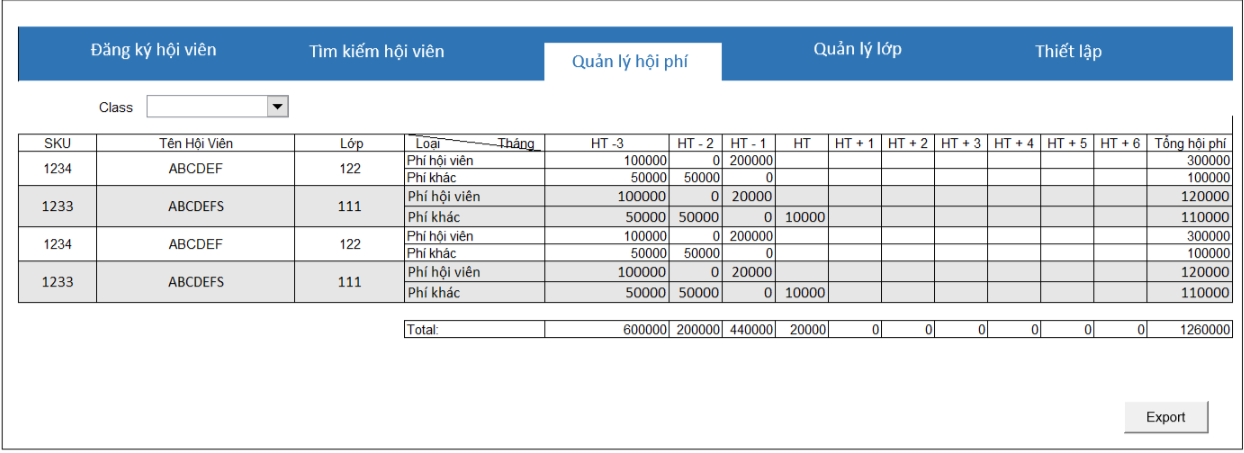 Đăng ký hội viên Tìm kiếm hội viên Quản lý hội phí Quản lý lớp Thiết lập
Class
SKU Tên Hội Viên Lớp Loại Tháng HT -3 HT - 2 HT - 1 HT HT + 1 HT + 2 HT + 3 HT + 4 HT + 5 HT + 6 Tổng hội phí
1234 ABCDEF 122 Phí hội viên 100000 0 200000 300000
Phí khác 50000 50000 0 100000
1233 ABCDEFS 111 Phí hội viên 100000 0 20000 120000
Phí khác 50000 50000 0 10000 110000
1234 ABCDEF 122 Phí hội viên 100000 0 200000 300000
Phí khác 50000 50000 0 100000
1233 ABCDEFS 111 Phí hội viên 100000 0 20000 120000
Phí khác 50000 50000 0 10000 110000
Total: 600000 200000 440000 20000 0 0 0 0 0 0 1260000
Export